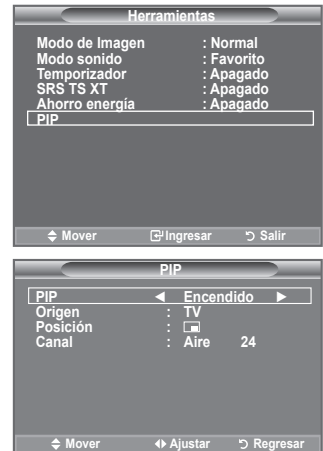 Herramientas
Modo de Imagen : Normal
Modo sonido : Favorito
Temporizador : Apagado
SRS TS XT : Apagado
Ahorro energía : Apagado
PIP
Mover Ingresar Salir
PIP
PIP ◄ Encendido ►
Origen : TV
Posición :
Canal : Aire 24
Mover Ajustar Regresar